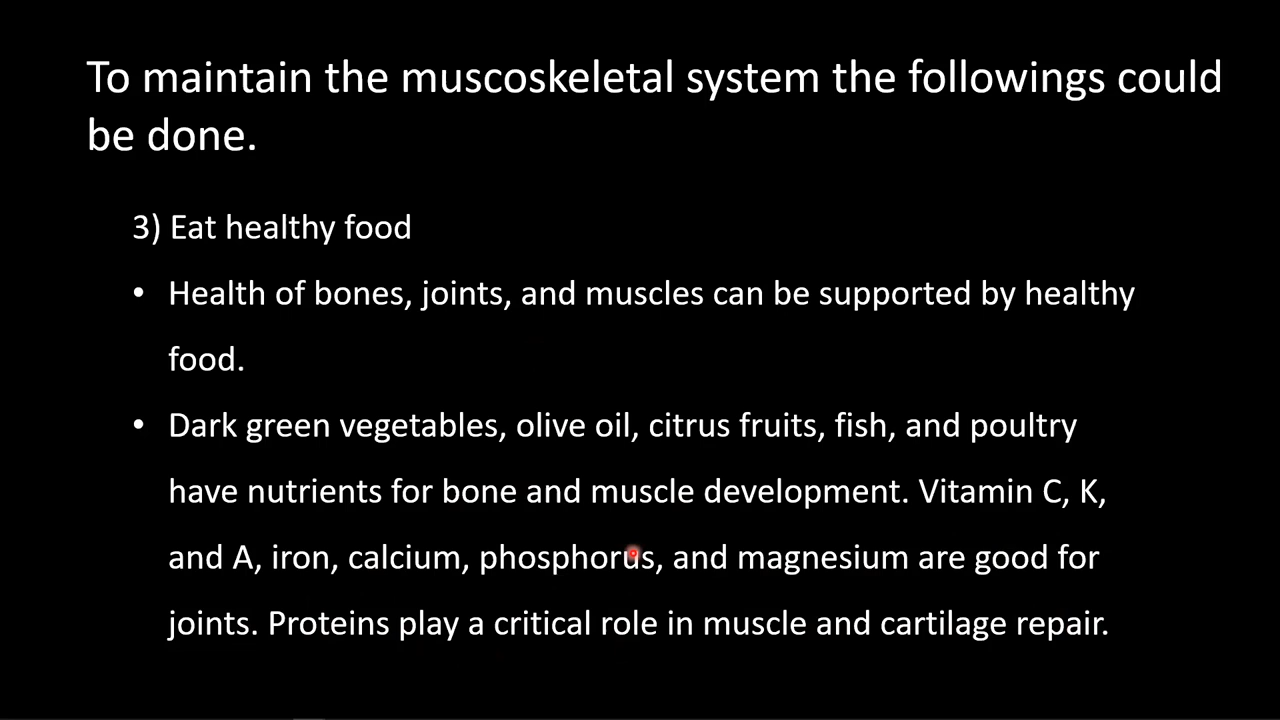 To maintain the muscoskeletal system the followings could
be done.
3) Eat healthy food
• Health of bones, joints, and muscles can be supported by healthy
food.
• Dark green vegetables, olive oil, citrus fruits, fish, and poultry
have nutrients for bone and muscle development. Vitamin C, K,
and A, iron, calcium, phosphorus, and magnesium are good for
joints. Proteins play a critical role in muscle and cartilage repair.